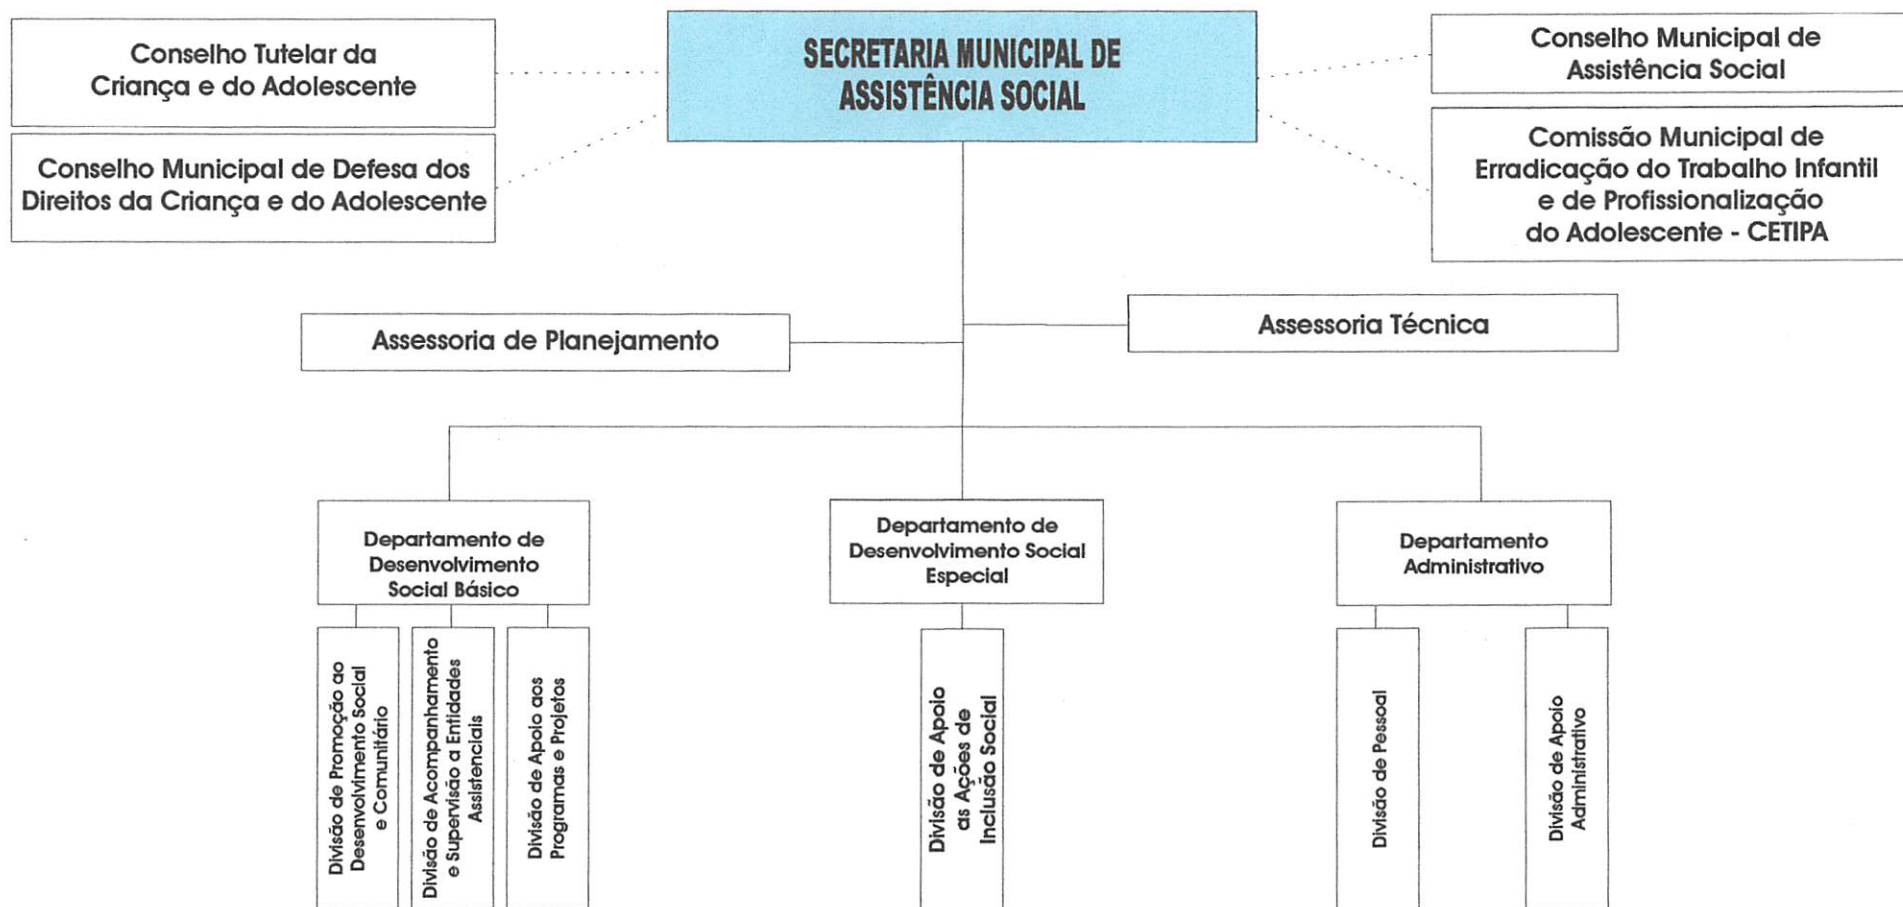 Conselho Tutelar da
Criança e do Adolescente
SECRETARIA MUNICIPAL DE
ASSISTÊNCIA SOCIAL
Conselho Municipal de
Assistência Social
Conselho Municipal de Defesa dos
Direitos da Criança e do Adolescente
Comissão Municipal de
Erradicação do Trabalho Infantil
e de Profissionalização
do Adolescente - CETIPA
Assessoria de Planejamento
Assessoria Técnica
Departamento de
Desenvolvimento
Social Básico
Departamento de
Desenvolvimento Social
Especial
Departamento
Administrativo
Divisão de Promoção ao
Desenvolvimento Social
e Comunitário
Divisão de Acompanhamento
e Supervisão a Entidades
Assistenciais
Divisão de Apoio aos
Programas e Projetos
Divisão de Apoio
as Ações de
Inclusão Social
Divisão de Pessoal
Divisão de Apoio
Administrativo